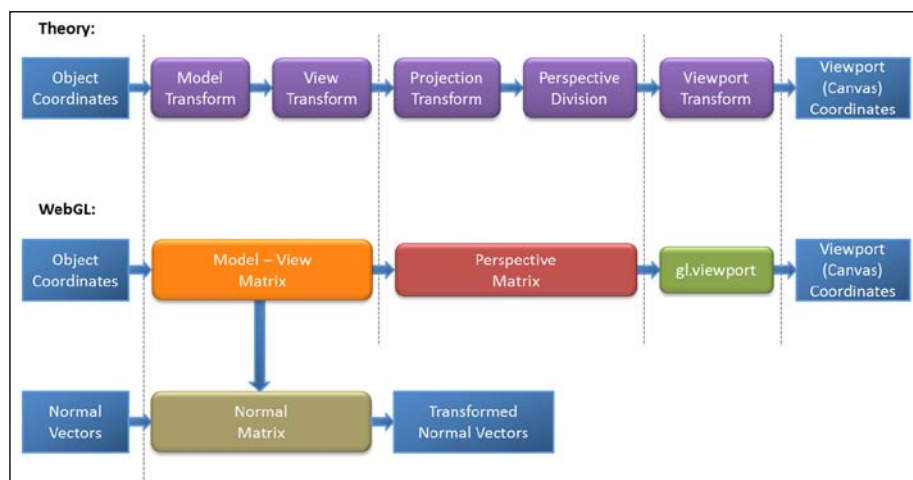 Theory:
Object
Coordinates
Model
Transform
View
Transform
Projection
Transform
Perspective
Division
Viewport
Transform
Viewport
(Canvas)
Coordinates
WebGL:
Object
Coordinates
Model – View
Matrix
Perspective
Matrix
gl.viewport
Viewport
(Canvas)
Coordinates
Normal
Vectors
Normal
Matrix
Transformed
Normal Vectors